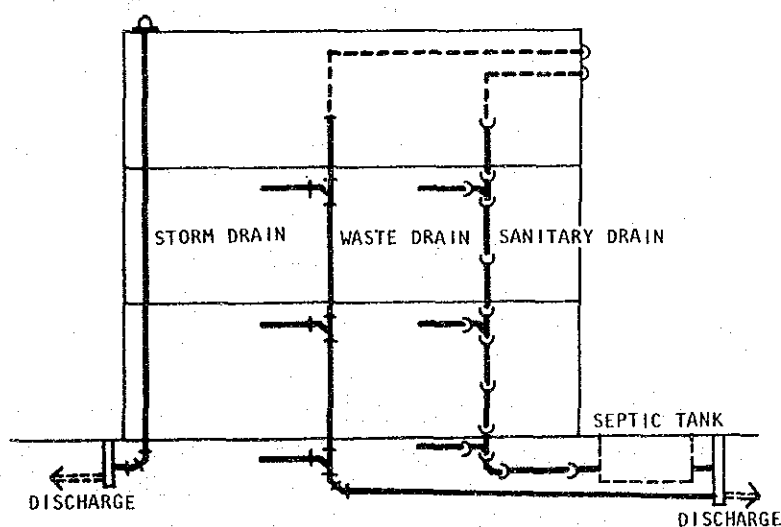 STORM DRAIN
WASTE DRAIN
SANITARY DRAIN
SEPTIC TANK
DISCHARGE
DISCHARGE